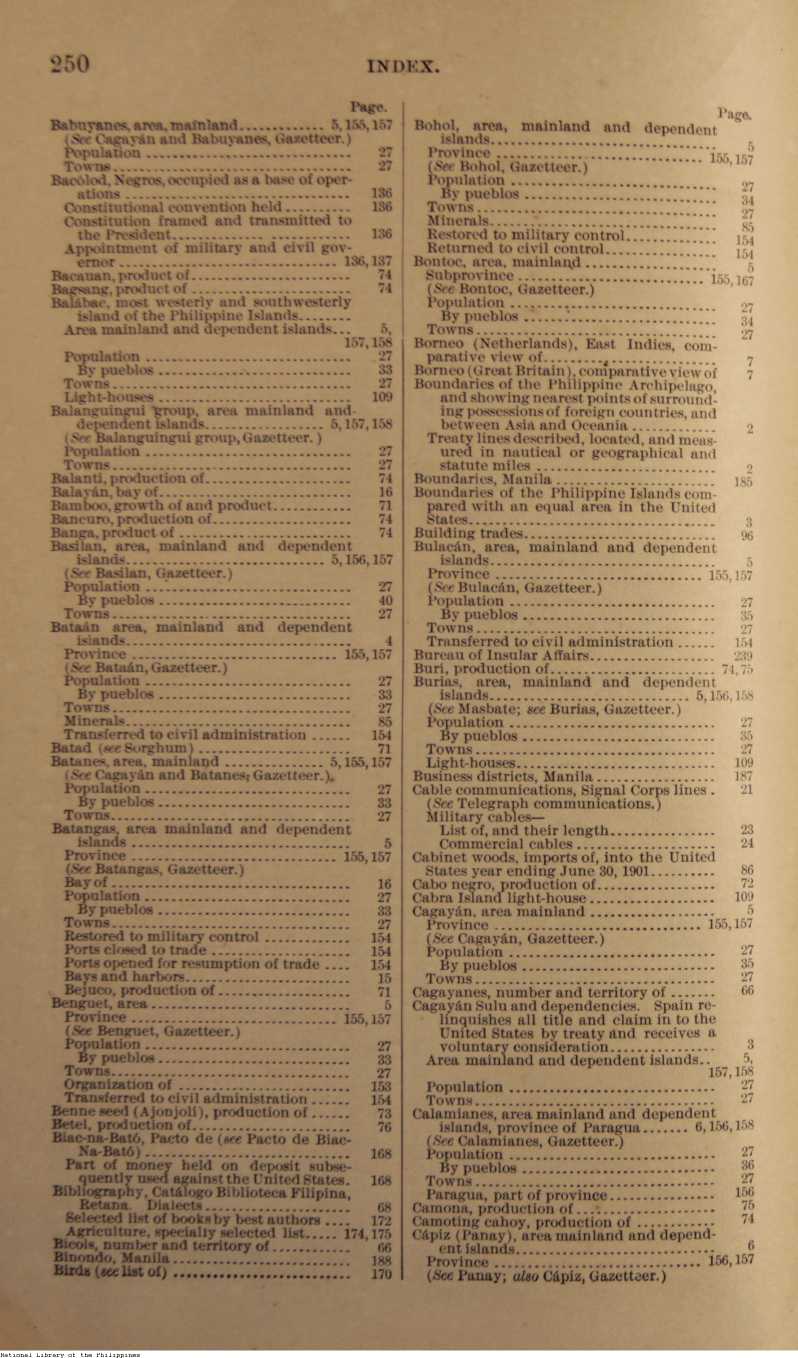 250
INDEX.
Page.
Babuyanes, area, mainland............ 5,155,157
(See Cagayán and Babuyanes, Gazetteer.)
Population ............................ 27
Towns................................ 27
Bacólod, Negros, occupied as a base of oper-
ations ............................... 136
Constitutional convention held ......... 136
Constitution framed and transmitted to
the President........................ 136
Appointment of military and civil gov-
ernor ................................ 136,137
Bacauan, product of...................... 74
Bagsang, product of ...................... 74
Balábac, most westerly and southwesterly
island of the Philippine Islands........
Area mainland and dependent islands... 5,
157,158
Population ............................ 27
By pueblos .......................... 33
Towns ................................ 27
Light-houses .......................... 109
Balanguingui group, area mainland and
dependent islands................. 5,157,158
(See Balanguingui group, Gazetteer.)
Population ............................ 27
Towns ................................ 27
Balanti, production of.................... 74
Balayán, bay of........................... 16
Bamboo, growth of and product........... 71
Bancuro, production of................... 74
Banga, product of ........................ 74
Basilan, area, mainland and dependent
islands........................... 5,156,157
(See Basilan, Gazetteer.)
Population ............................ 27
By pueblos .......................... 40
Towns................................ 27
Bataán area, mainland and dependent
islands............................... 4
Province ............................ 155,157
(See Bataán, Gazetteer.)
Population ............................ 27
By pueblos .......................... 33
Towns................................ 27
Minerals.............................. 85
Transferred to civil administration ...... 154
Batad (see Sorghum) ..................... 71
Batanes, area, mainland .............. 5,155,157
(See Cagayán and Batanes, Gazetteer.)
Population ............................ 27
By pueblos .......................... 33
Towns................................ 27
Batangas, area mainland and dependent
islands .............................. 5
Province ............................ 155,157
(See Batangas, Gazetteer.)
Bay of ................................ 16
Population ............................ 27
By pueblos .......................... 33
Towns................................ 27
Restored to military control ............ 154
Ports closed to trade ................... 154
Ports opened for resumption of trade .... 154
Bays and harbors....................... 15
Bejuco, production of .................. 71
Benguet, area ............................ 5
Province ............................ 155,157
(See Benguet, Gazetteer.)
Population ............................ 27
By pueblos .......................... 33
Towns................................ 27
Organization of ........................ 153
Transferred to civil administration ...... 154
Benne seed (Ajonjoli), production of ...... 73
Betel, production of...................... 76
Biac-na-Bató, Pacto de (see Pacto de Biac-
Na-Bató) ............................ 168
Part of money held on deposit subse-
quently used against the United States. 168
Bibliography, Catálogo Biblioteca Filipina,
Retana. Dialects..................... 68
Selected list of books by best authors .... 172
Agriculture, specially selected list..... 174,175
Bicols, number and territory of ........... 66
Binondo, Manila......................... 188
Birds (see list of) ......................... 170
Page.
Bohol, area, mainland and dependent
islands............................... 5
Province ............................ 155,157
(See Bohol, Gazetteer.)
Population ............................ 27
By pueblos .......................... 34
Towns................................ 27
Minerals.............................. 85
Restored to military control............. 154
Returned to civil control................ 154
Bontoc, area, mainland ................... 5
Subprovince ......................... 155,167
(See Bontoc, Gazetteer.)
Population ............................ 27
By pueblos .......................... 34
Towns ................................ 27
Borneo (Netherlands), East Indies, com-
parative view of....................... 7
Borneo (Great Britain), comparative view of 7
Boundaries of the Philippine Archipelago,
and showing nearest points of surround-
ing possessions of foreign countries, and
between Asia and Oceania ............ 2
Treaty lines described, located, and meas-
ured in nautical or geographical and
statute miles ......................... 2
Boundaries, Manila ...................... 185
Boundaries of the Philippine Islands com-
pared with an equal area in the United
States................................. 3
Building trades........................... 96
Bulacán, area, mainland and dependent
islands............................... 5
Province ............................ 155,157
(See Bulacán, Gazetteer.)
Population ............................ 27
By pueblos .......................... 35
Towns................................ 27
Transferred to civil administration ...... 154
Bureau of Insular Affairs................. 239
Buri, production of....................... 74,75
Burias, area, mainland and dependent
islands........................... 5,156,158
(See Masbate; see Burias, Gazetteer.)
Population ............................ 27
By pueblos .......................... 35
Towns ................................ 27
Light-houses........................... 109
Business districts, Manila ................ 187
Cable communications, Signal Corps lines . 21
(See Telegraph communications.)
Military cables—
List of, and their length............... 23
Commercial cables ................... 24
Cabinet woods, imports of, into the United
States year ending June 30, 1901......... 86
Cabo negro, production of................ 72
Cabra Island light-house ................. 109
Cagayán, area mainland ................. 5
Province ............................ 155,157
(See Cagayán, Gazetteer.)
Population ............................ 27
By pueblos .......................... 35
Towns ................................ 27
Cagayanes, number and territory of ....... 66
Cagayán Sulu and dependencies. Spain re-
linquishes all title and claim in to the
United States by treaty and receives a
voluntary consideration............... 3
Area mainland and dependent islands.. 5,
157,158
Population ............................ 27
Towns ................................ 27
Calamianes, area mainland and dependent
islands, province of Paragua....... 6,156,158
(See Calamianes, Gazetteer.)
Population ............................ 27
By pueblos .......................... 36
Towns ................................ 27
Paragua, part of province............... 156
Camona, production of................... 75
Camoting cahoy, production of ........... 74
Cápiz (Panay), area mainland and depend-
ent islands........................... 6
Province ............................ 156,157
(See Panay; also Cápiz, Gazetteer.)
National Library of the Philippines